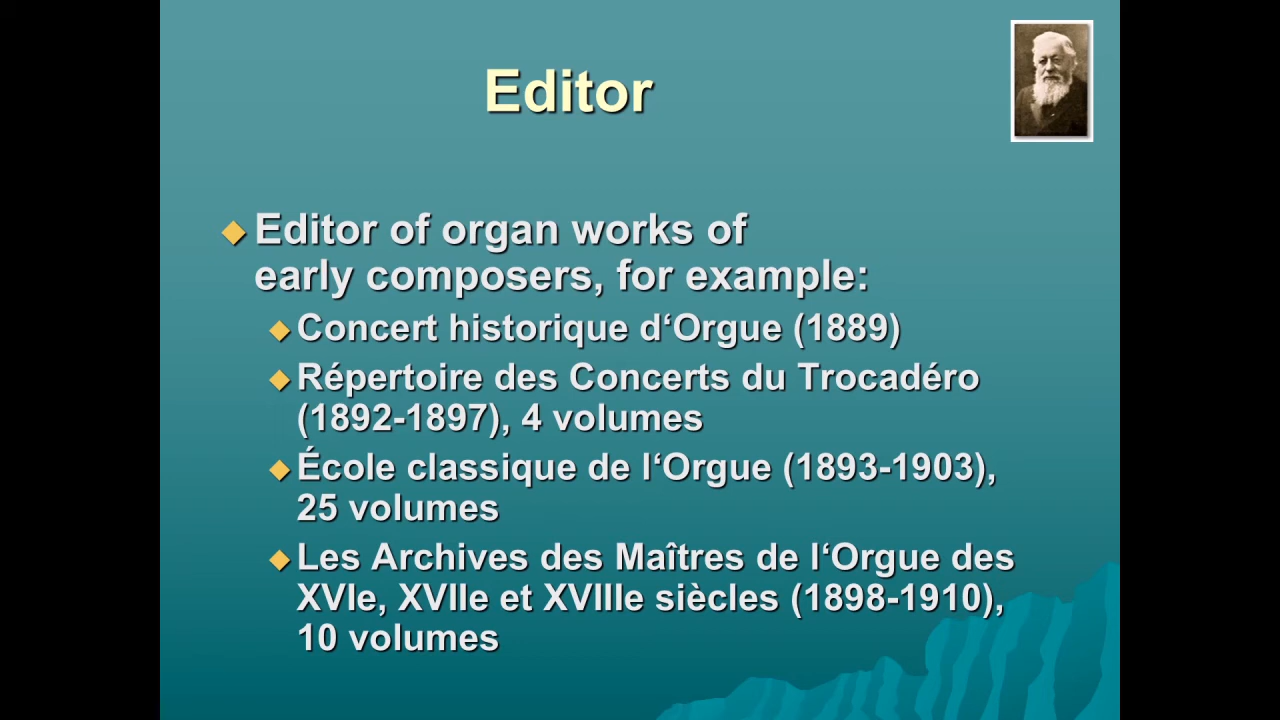 Editor
Editor of organ works of
early composers, for example:
Concert historique d‘Orgue (1889)
Répertoire des Concerts du Trocadéro
(1892-1897), 4 volumes
École classique de l‘Orgue (1893-1903),
25 volumes
Les Archives des Maîtres de l‘Orgue des
XVIe, XVIIe et XVIIIe siècles (1898-1910),
10 volumes